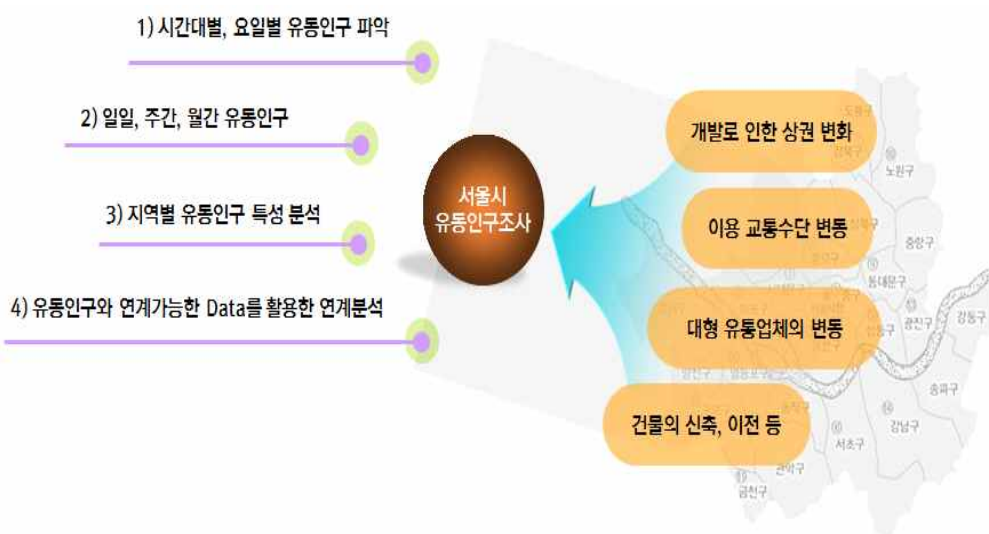 1) 시간대별, 요일별 유동인구 파악
2) 일일, 주간, 월간 유동인구
3) 지역별 유동인구 특성 분석
4) 유동인구와 연계가능한 Data를 활용한 연계분석
서울시
유동인구조사
개발로 인한 상권 변화
이용 교통수단 변동
대형 유통업체의 변동
건물의 신축, 이전 등
노원구
중랑구
동대문구
광진구
강동구
송파구
강남구
서초구
관악구
금천구